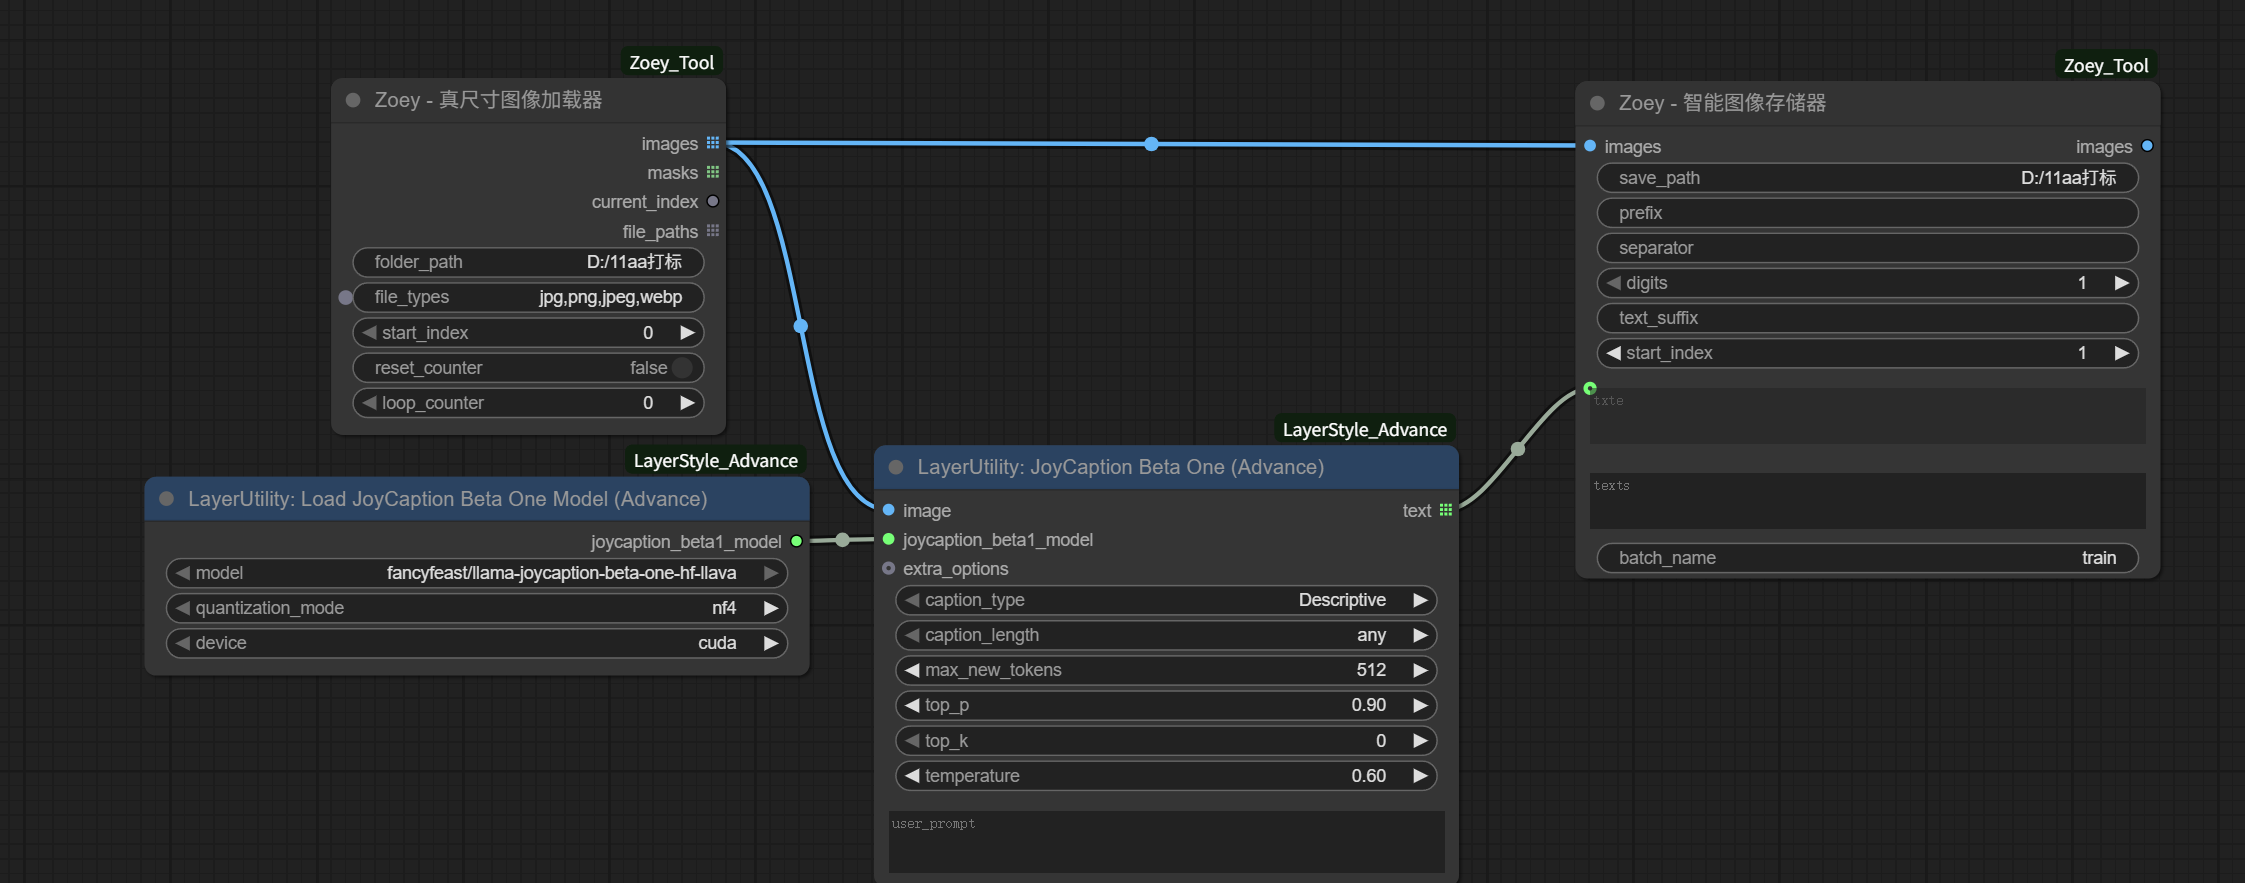 Zoey_Tool
Zoey - 真尺寸图像加载器
images
masks
current_index
file_paths
folder_path D:/11aa打标
file_types jpg,png,jpeg,webp
start_index 0
reset_counter false
loop_counter 0
LayerStyle_Advance
LayerUtility: Load JoyCaption Beta One Model (Advance)
joycaption_beta1_model
model fancyfeast/llama-joycaption-beta-one-hf-llava
quantization_mode nf4
device cuda
LayerStyle_Advance
LayerUtility: JoyCaption Beta One (Advance)
image text
joycaption_beta1_model
extra_options
caption_type Descriptive
caption_length any
max_new_tokens 512
top_p 0.90
top_k 0
temperature 0.60
user_prompt
Zoey_Tool
Zoey - 智能图像存储器
images images
save_path D:/11aa打标
prefix
separator
digits 1
text_suffix
start_index 1
txte
texts
batch_name train